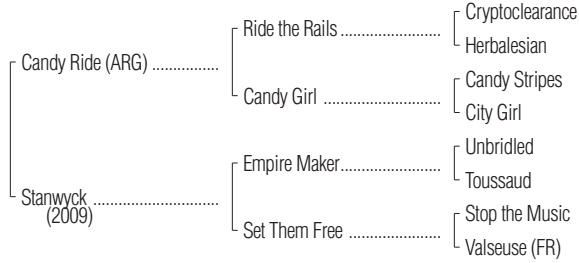 Cryptoclearance
Ride the Rails ......................
Herbalesian
Candy Ride (ARG) ................
Candy Stripes
Candy Girl ..........................
City Girl
Unbridled
Empire Maker......................
Toussaud
Stanwyck .............................
(2009)
Stop the Music
Set Them Free ....................
Valseuse (FR)